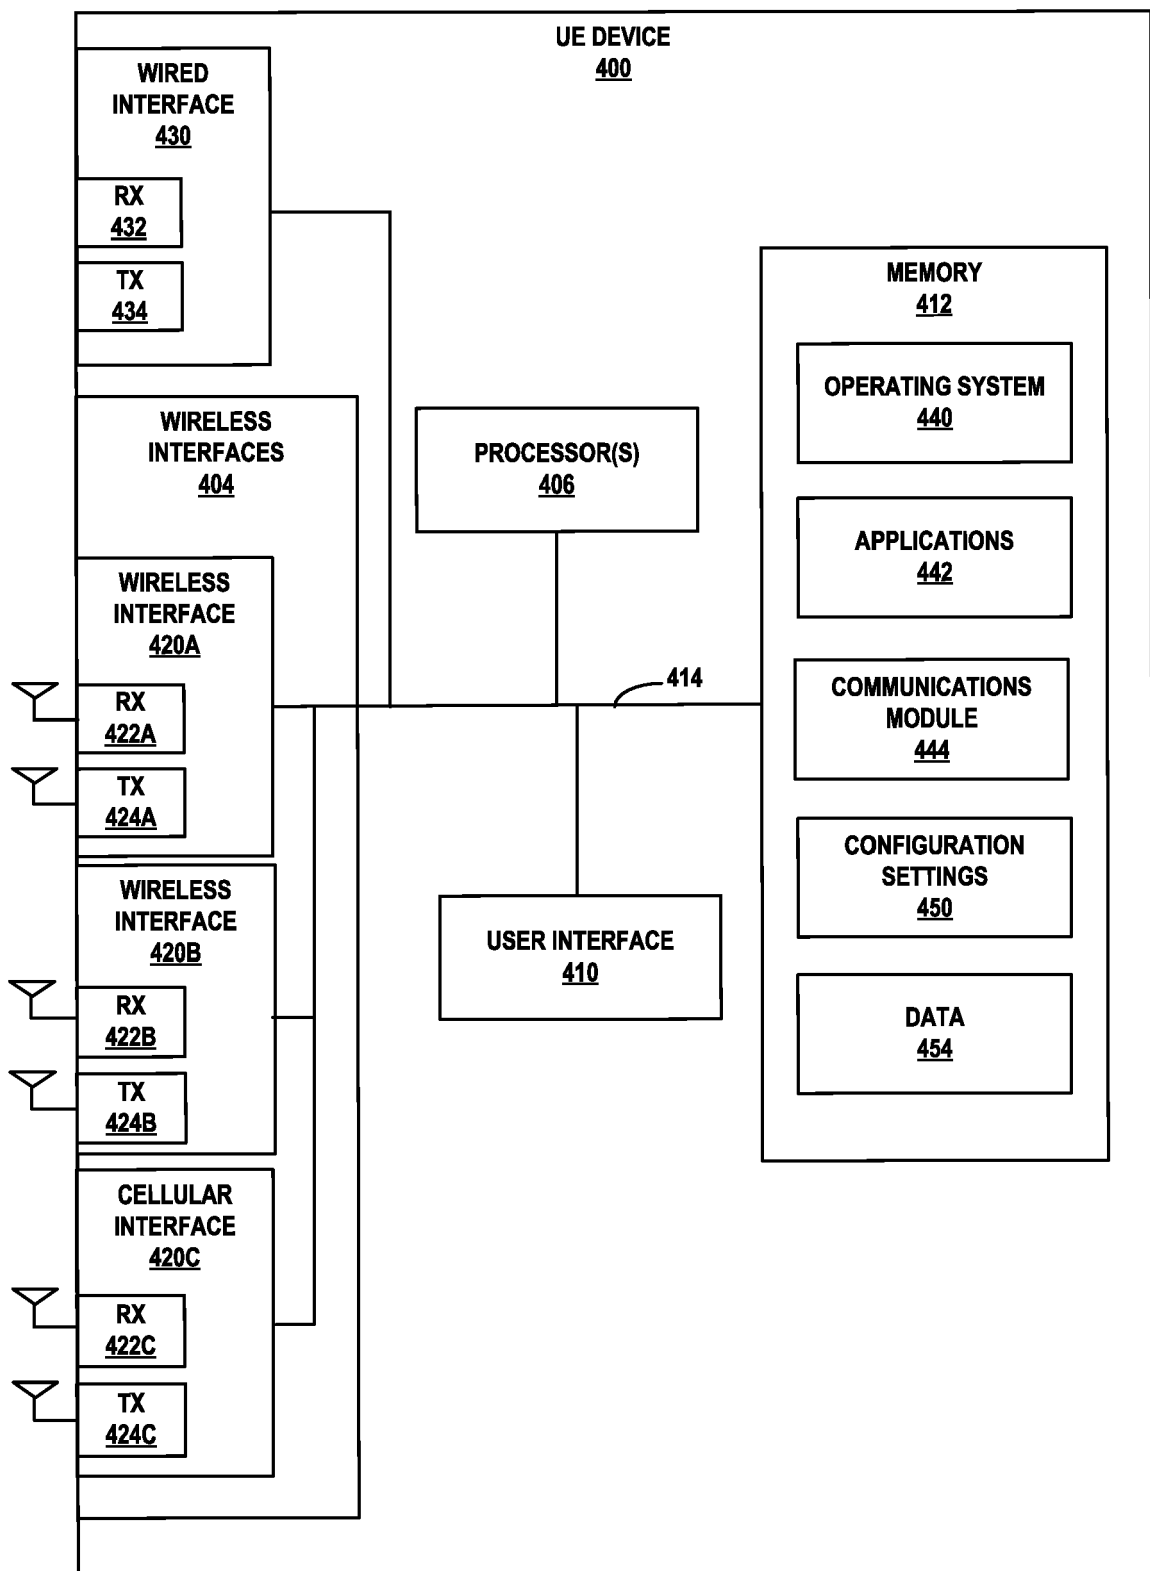 UE DEVICE
400
WIRED
INTERFACE
430
RX
432
TX
434
WIRELESS
INTERFACES
404
WIRELESS
INTERFACE
420A
RX
422A
TX
424A
WIRELESS
INTERFACE
420B
RX
422B
TX
424B
CELLULAR
INTERFACE
420C
RX
422C
TX
424C
PROCESSOR(S)
406
414
USER INTERFACE
410
MEMORY
412
OPERATING SYSTEM
440
APPLICATIONS
442
COMMUNICATIONS
MODULE
444
CONFIGURATION
SETTINGS
450
DATA
454